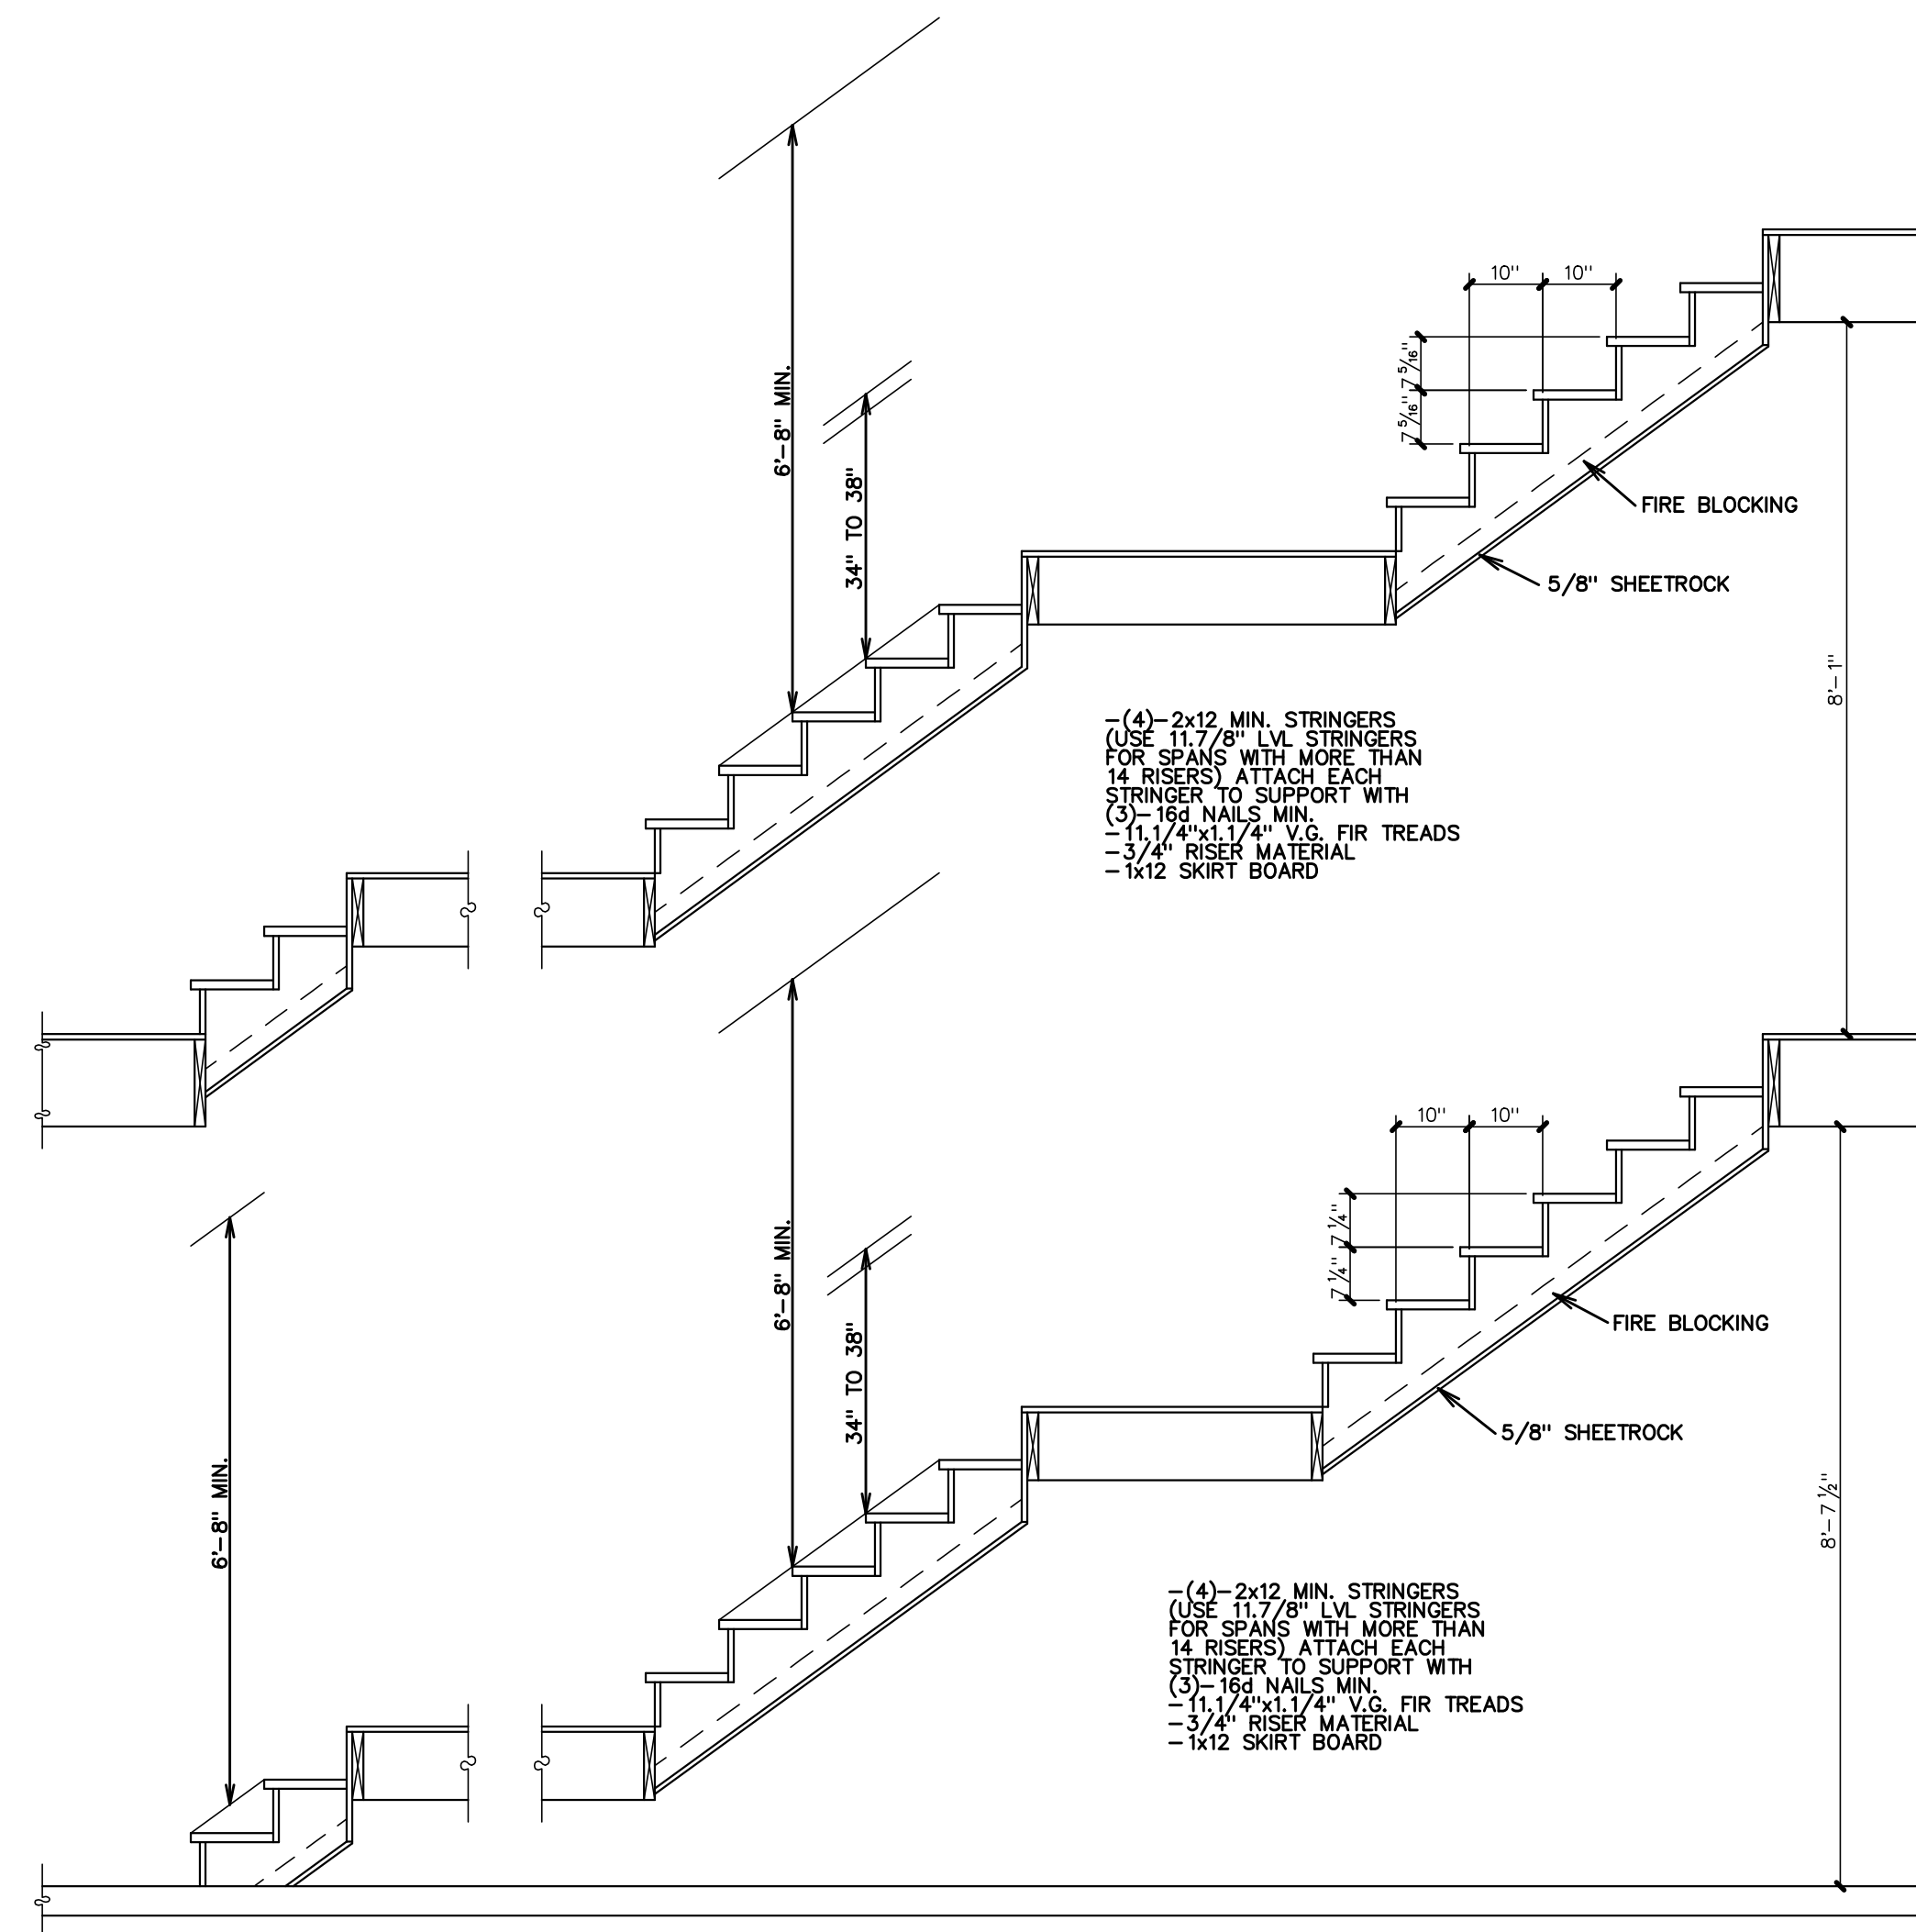 10" 10"
7 5/16"
7 5/16"
6'-8" MIN.
34" TO 38"
FIRE BLOCKING
5/8" SHEETROCK
8'-1"
-(4)-2x12 MIN. STRINGERS
(USE 11.7/8" LVL STRINGERS
FOR SPANS WITH MORE THAN
14 RISERS) ATTACH EACH
STRINGER TO SUPPORT WITH
(3)-16d NAILS MIN.
-11.1/4"x1.1/4" V.G. FIR TREADS
-3/4" RISER MATERIAL
-1x12 SKIRT BOARD
10" 10"
7 1/4"
7 1/4"
6'-8" MIN.
34" TO 38"
FIRE BLOCKING
5/8" SHEETROCK
6'-8" MIN.
8'-7 1/2"
-(4)-2x12 MIN. STRINGERS
(USE 11.7/8" LVL STRINGERS
FOR SPANS WITH MORE THAN
14 RISERS) ATTACH EACH
STRINGER TO SUPPORT WITH
(3)-16d NAILS MIN.
-11.1/4"x1.1/4" V.G. FIR TREADS
-3/4" RISER MATERIAL
-1x12 SKIRT BOARD